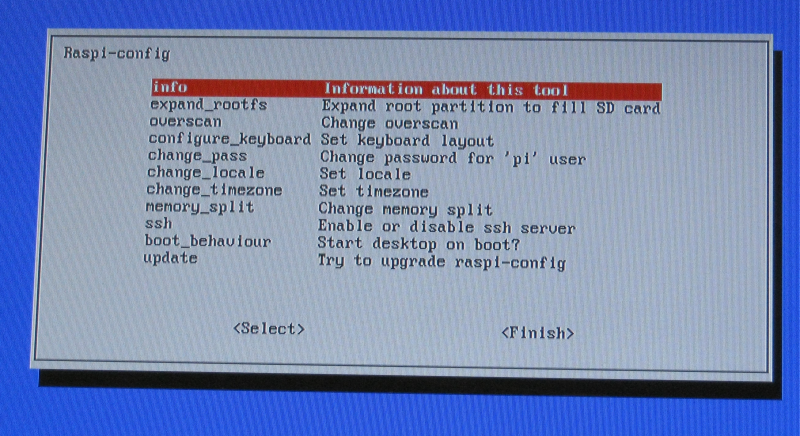 Raspi-config
info Information about this tool
expand_rootfs Expand root partition to fill SD card
overscan Change overscan
configure_keyboard Set keyboard layout
change_pass Change password for 'pi' user
change_locale Set locale
change_timezone Set timezone
memory_split Change memory split
ssh Enable or disable ssh server
boot_behaviour Start desktop on boot?
update Try to upgrade raspi-config
<Select> <Finish>